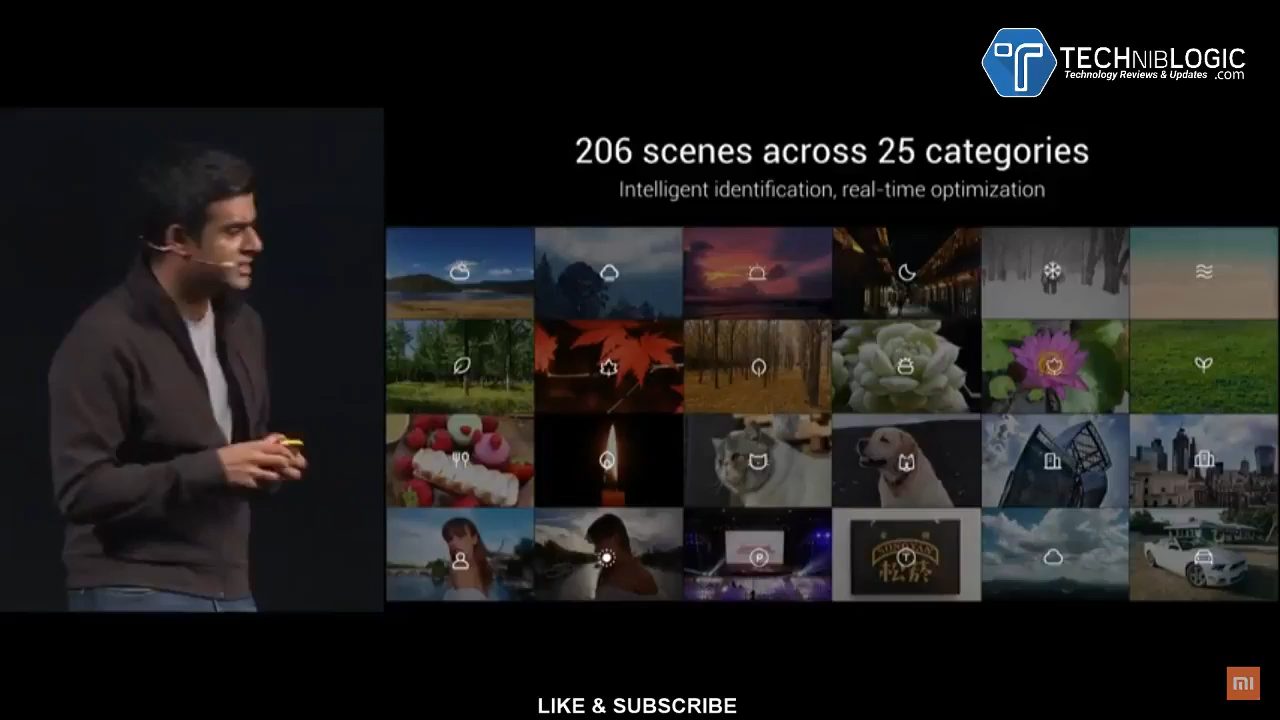 TECHNIBLOGIC
Technology Reviews & Updates .com
206 scenes across 25 categories
Intelligent identification, real-time optimization
P
T
LIKE & SUBSCRIBE
MI